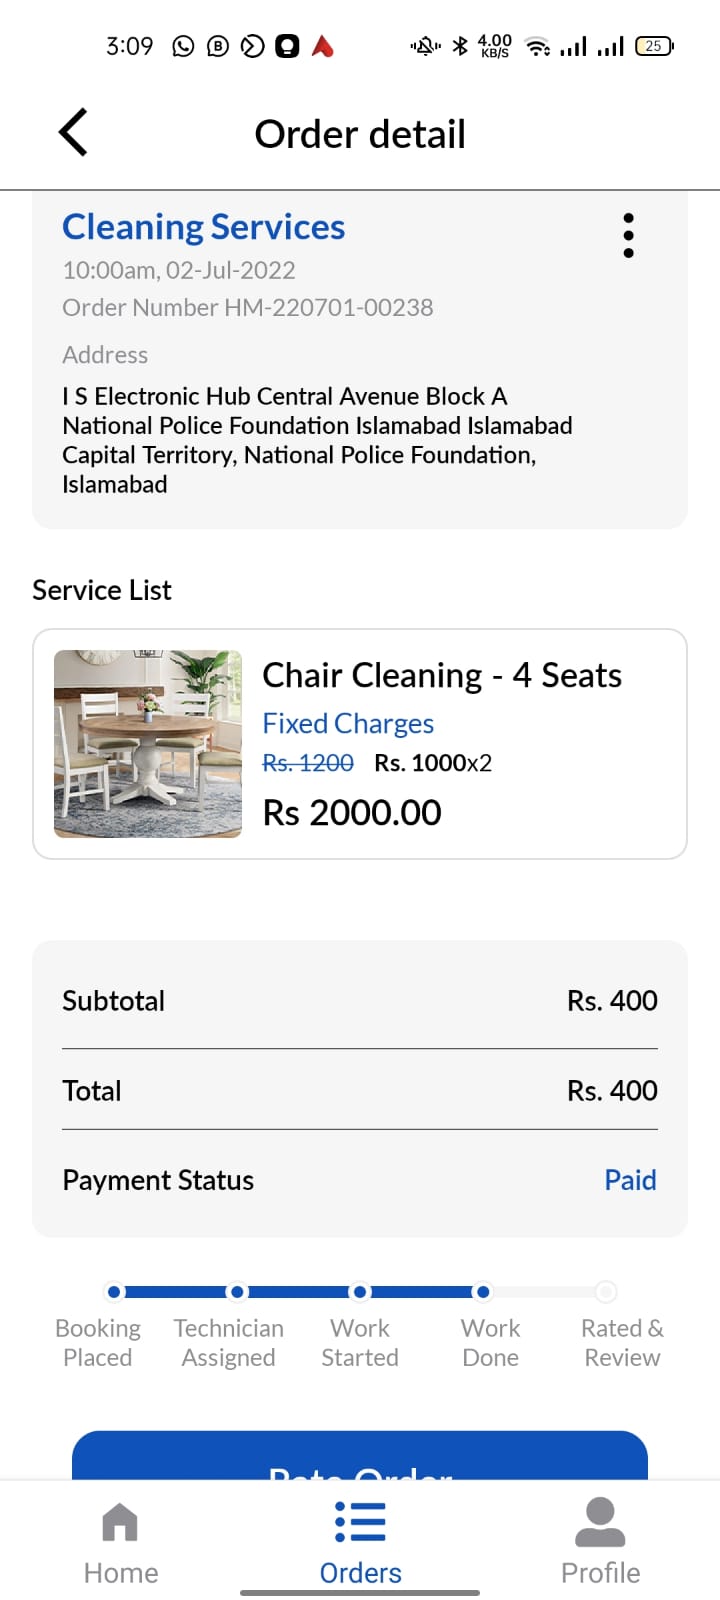 3:09
4.00
KB/S
25
Order detail
Cleaning Services
10:00am, 02-Jul-2022
Order Number HM-220701-00238
Address
I S Electronic Hub Central Avenue Block A
National Police Foundation Islamabad Islamabad
Capital Territory, National Police Foundation,
Islamabad
Service List
Chair Cleaning - 4 Seats
Fixed Charges
Rs. 1200 Rs. 1000x2
Rs 2000.00
Subtotal Rs. 400
Total Rs. 400
Payment Status Paid
Booking Placed
Technician Assigned
Work Started
Work Done
Rated & Review
Rate Order
Home Orders Profile